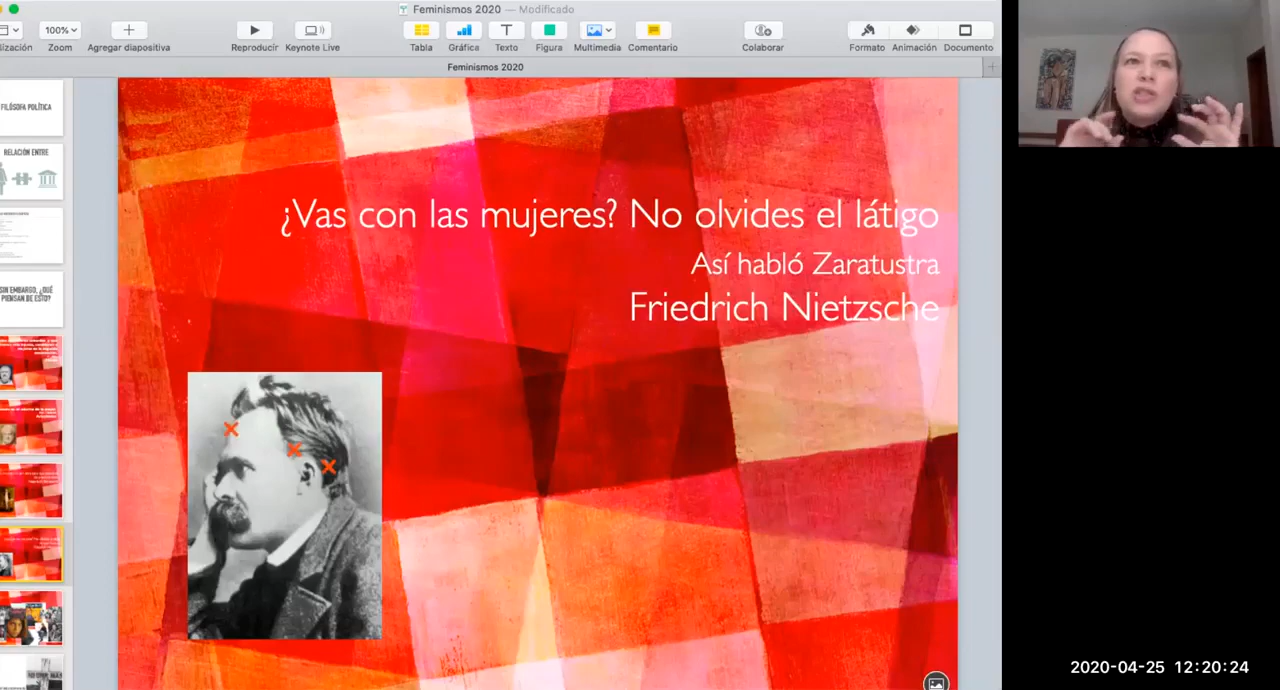 Feminismos 2020 — Modificado
100%
Zoom
Agregar diapositiva
Reproducir
Keynote Live
Tabla
Gráfica
Texto
Figura
Multimedia
Comentario
Colaborar
Formato
Animación
Documento
Feminismos 2020
FILÓSOFA POLÍTICA
RELACIÓN ENTRE
SIN EMBARGO, ¿QUÉ
PIENSAN DE ESTO?
¿Vas con las mujeres? No olvides el látigo
Así habló Zaratustra
Friedrich Nietzsche
2020-04-25 12:20:24